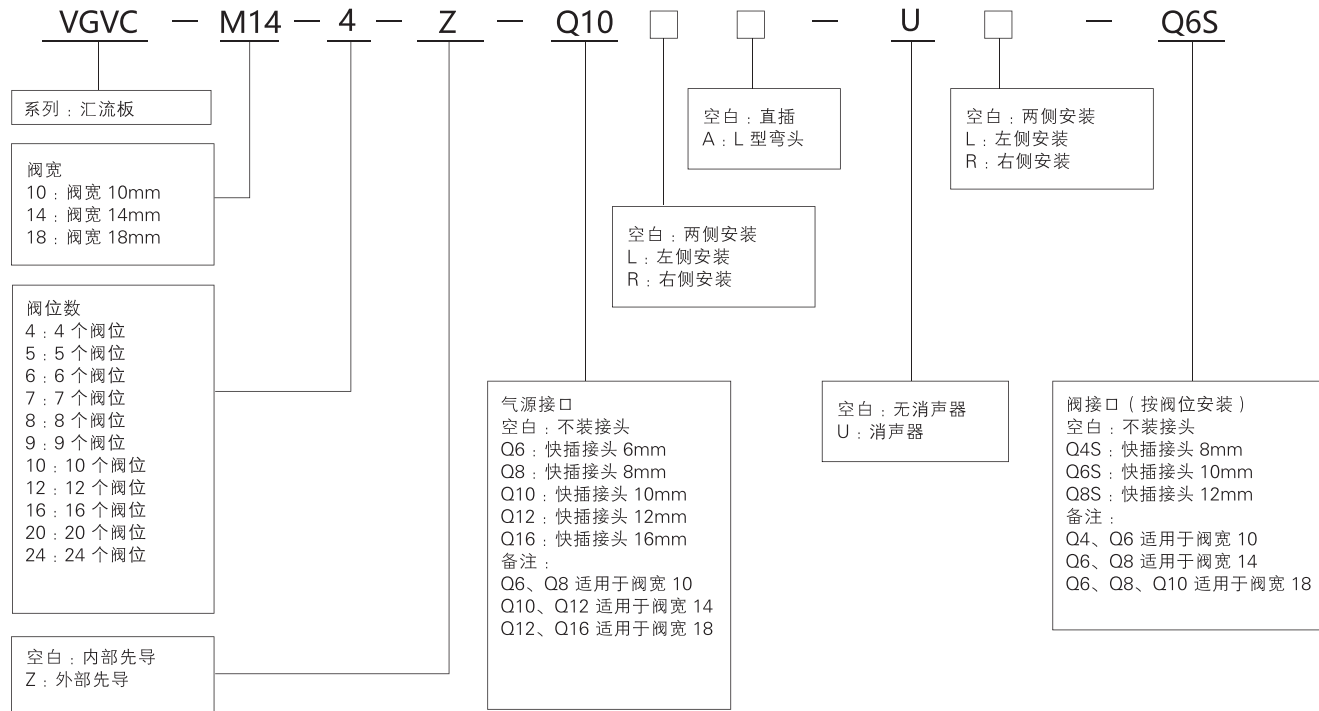 VGVC — M14 — 4 — Z — Q10 □ □ — U □ — Q6S
系列：汇流板
阀宽
10：阀宽 10mm
14：阀宽 14mm
18：阀宽 18mm
阀位数
4：4 个阀位
5：5 个阀位
6：6 个阀位
7：7 个阀位
8：8 个阀位
9：9 个阀位
10：10 个阀位
12：12 个阀位
16：16 个阀位
20：20 个阀位
24：24 个阀位
空白：内部先导
Z：外部先导
气源接口
空白：不装接头
Q6：快插接头 6mm
Q8：快插接头 8mm
Q10：快插接头 10mm
Q12：快插接头 12mm
Q16：快插接头 16mm
备注：
Q6、Q8 适用于阀宽 10
Q10、Q12 适用于阀宽 14
Q12、Q16 适用于阀宽 18
空白：两侧安装
L：左侧安装
R：右侧安装
空白：直插
A：L 型弯头
空白：无消声器
U：消声器
空白：两侧安装
L：左侧安装
R：右侧安装
阀接口（按阀位安装）
空白：不装接头
Q4S：快插接头 8mm
Q6S：快插接头 10mm
Q8S：快插接头 12mm
备注：
Q4、Q6 适用于阀宽 10
Q6、Q8 适用于阀宽 14
Q6、Q8、Q10 适用于阀宽 18